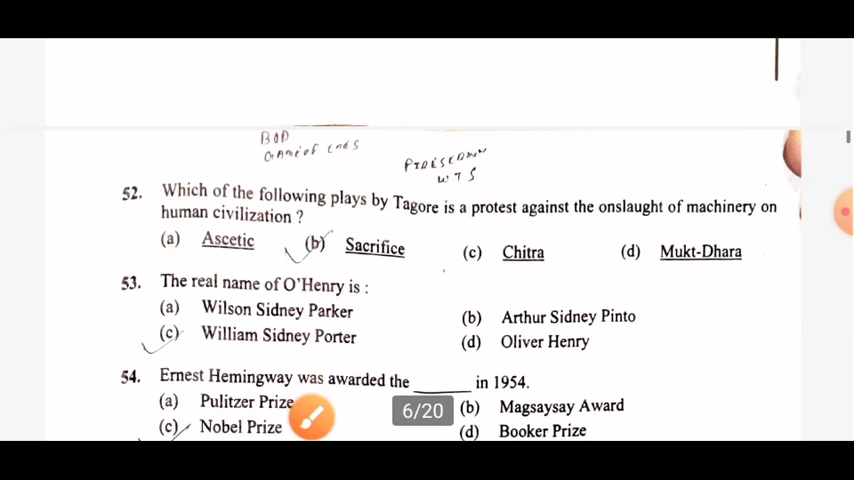 BOD
52. Which of the following plays by Tagore is a protest against the onslaught of machinery on
human civilization ?
(a) Ascetic (b) Sacrifice (c) Chitra (d) Mukt-Dhara
53. The real name of O'Henry is :
(a) Wilson Sidney Parker (b) Arthur Sidney Pinto
(c) William Sidney Porter (d) Oliver Henry
54. Ernest Hemingway was awarded the ______ in 1954.
(a) Pulitzer Prize (b) Magsaysay Award
(c) Nobel Prize (d) Booker Prize
6/20